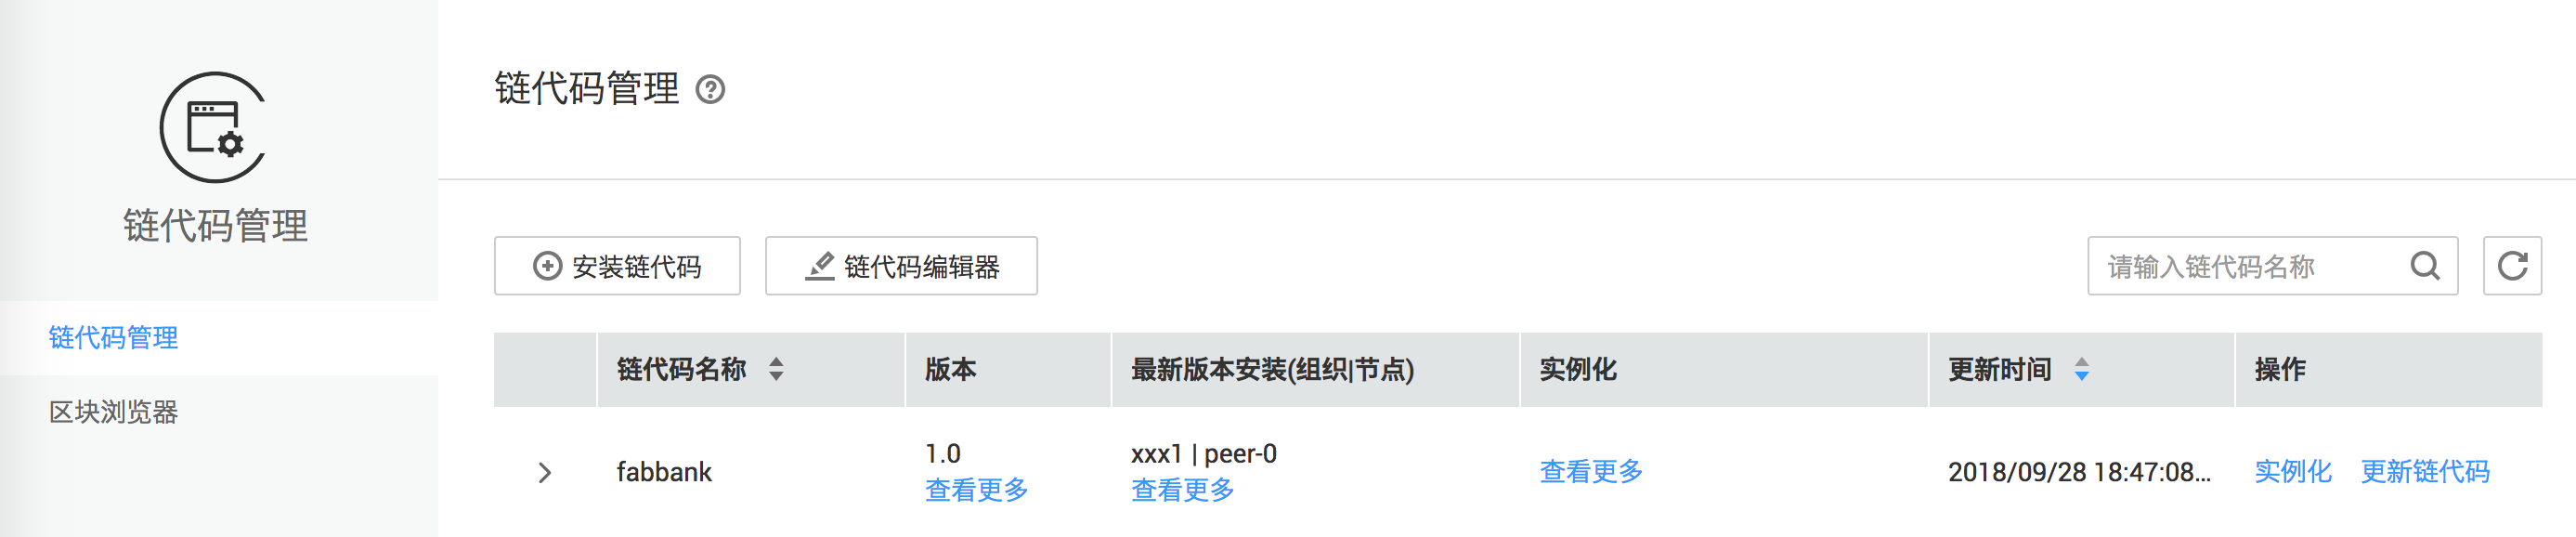 链代码管理
链代码管理
区块浏览器
链代码管理
安装链代码 链代码编辑器 请输入链代码名称
链代码名称 版本 最新版本安装(组织|节点) 实例化 更新时间 操作
fabbank 1.0 查看更多 xxx1 | peer-0 查看更多 查看更多 2018/09/28 18:47:08... 实例化 更新链代码